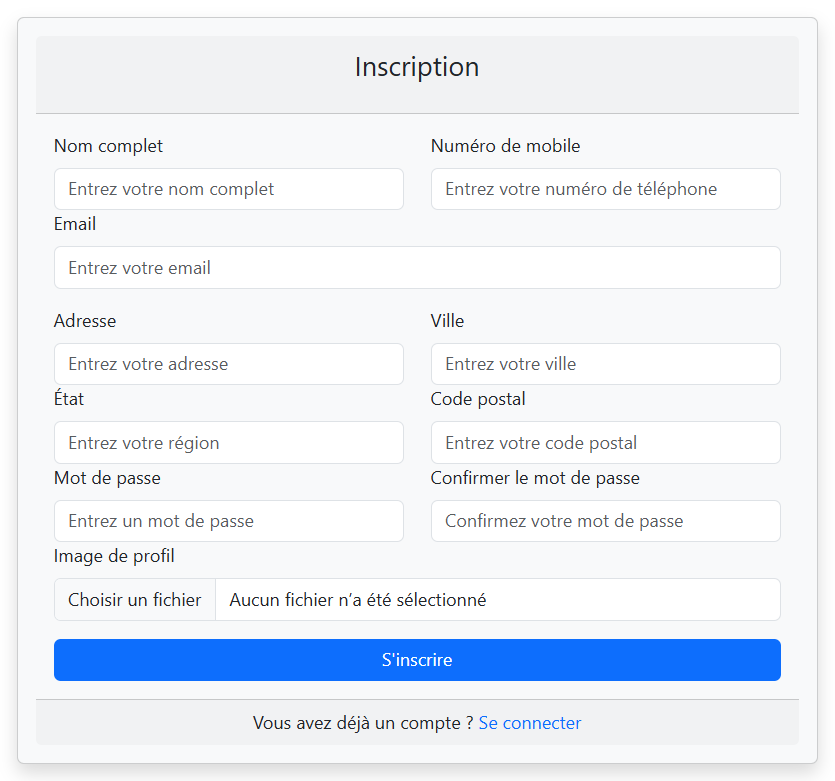 Inscription
Nom complet
Numéro de mobile
Entrez votre nom complet
Entrez votre numéro de téléphone
Email
Entrez votre email
Adresse
Ville
Entrez votre adresse
Entrez votre ville
État
Code postal
Entrez votre région
Entrez votre code postal
Mot de passe
Confirmer le mot de passe
Entrez un mot de passe
Confirmez votre mot de passe
Image de profil
Choisir un fichier Aucun fichier n’a été sélectionné
S'inscrire
Vous avez déjà un compte ? Se connecter